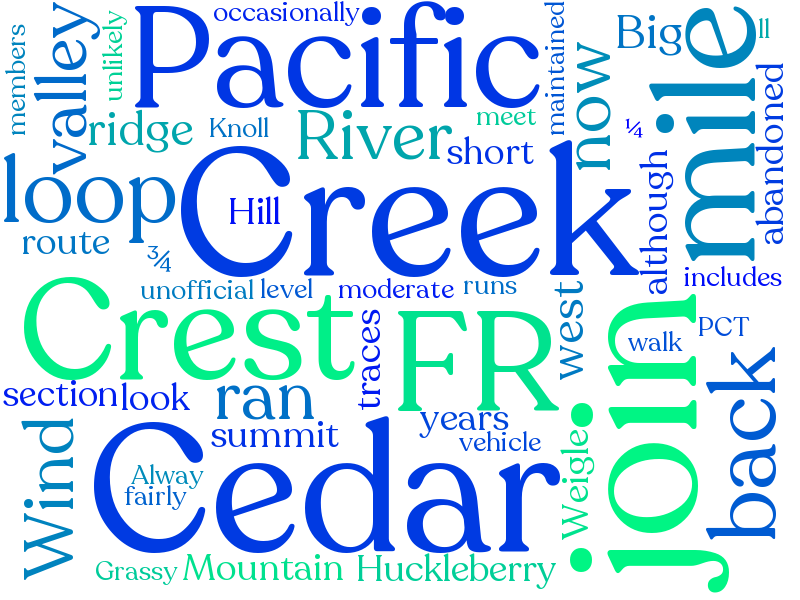 occasionally
Pacific
members
valley
unlikely
maintained
Big
mile
ll
now
abandoned
ridge
Knoll
River
meet
¼
short
loop
Creek
Hill
although
route
¾
unofficial
level
moderate
runs
includes
Crest
traces
FR
west
join
walk
PCT
section
look
ran
back
summit
years
vehicle
Wind
Cedar
Alway
fairly
Weigle
Grassy
Mountain
Huckleberry